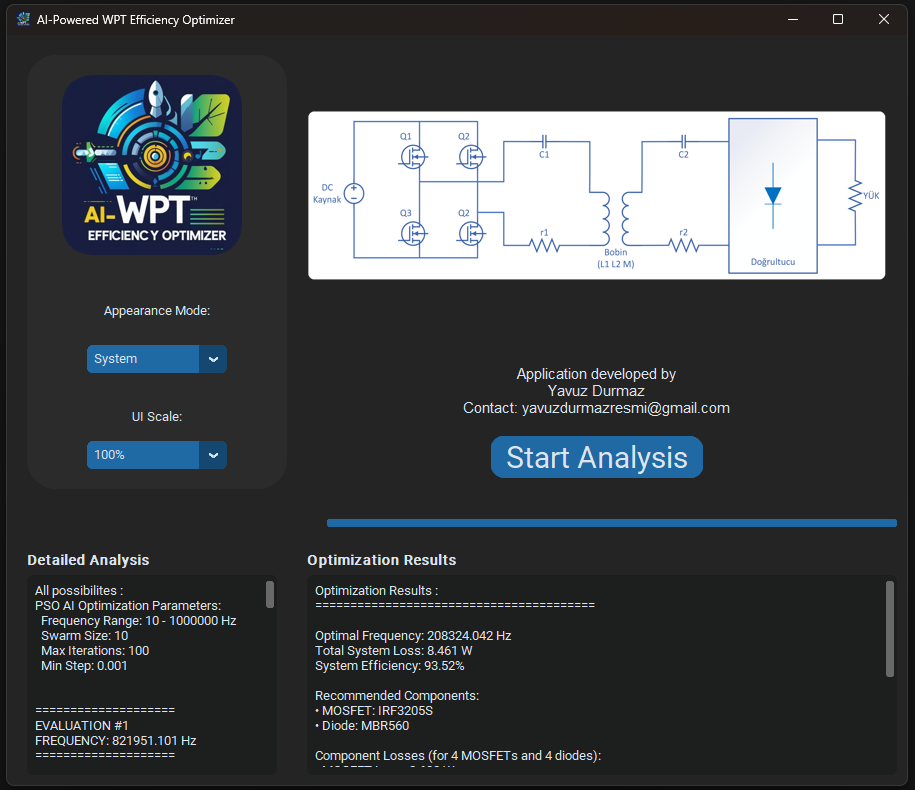 AI-Powered WPT Efficiency Optimizer
AI-WPT™
EFFICIENCY OPTIMIZER
Appearance Mode:
System
UI Scale:
100%
Q1
Q2
C1
C2
DC
Kaynak
YÜK
Q3
Q2
r1
r2
Bobin
(L1 L2 M)
Doğrultucu
Application developed by
Yavuz Durmaz
Contact: yavuzdurmazresmi@gmail.com
Start Analysis
Detailed Analysis
All possibilites :
PSO AI Optimization Parameters:
Frequency Range: 10 - 1000000 Hz
Swarm Size: 10
Max Iterations: 100
Min Step: 0.001
====================
EVALUATION #1
FREQUENCY: 821951.101 Hz
====================
Optimization Results
Optimization Results :
========================================
Optimal Frequency: 208324.042 Hz
Total System Loss: 8.461 W
System Efficiency: 93.52%
Recommended Components:
• MOSFET: IRF3205S
• Diode: MBR560
Component Losses (for 4 MOSFETs and 4 diodes):